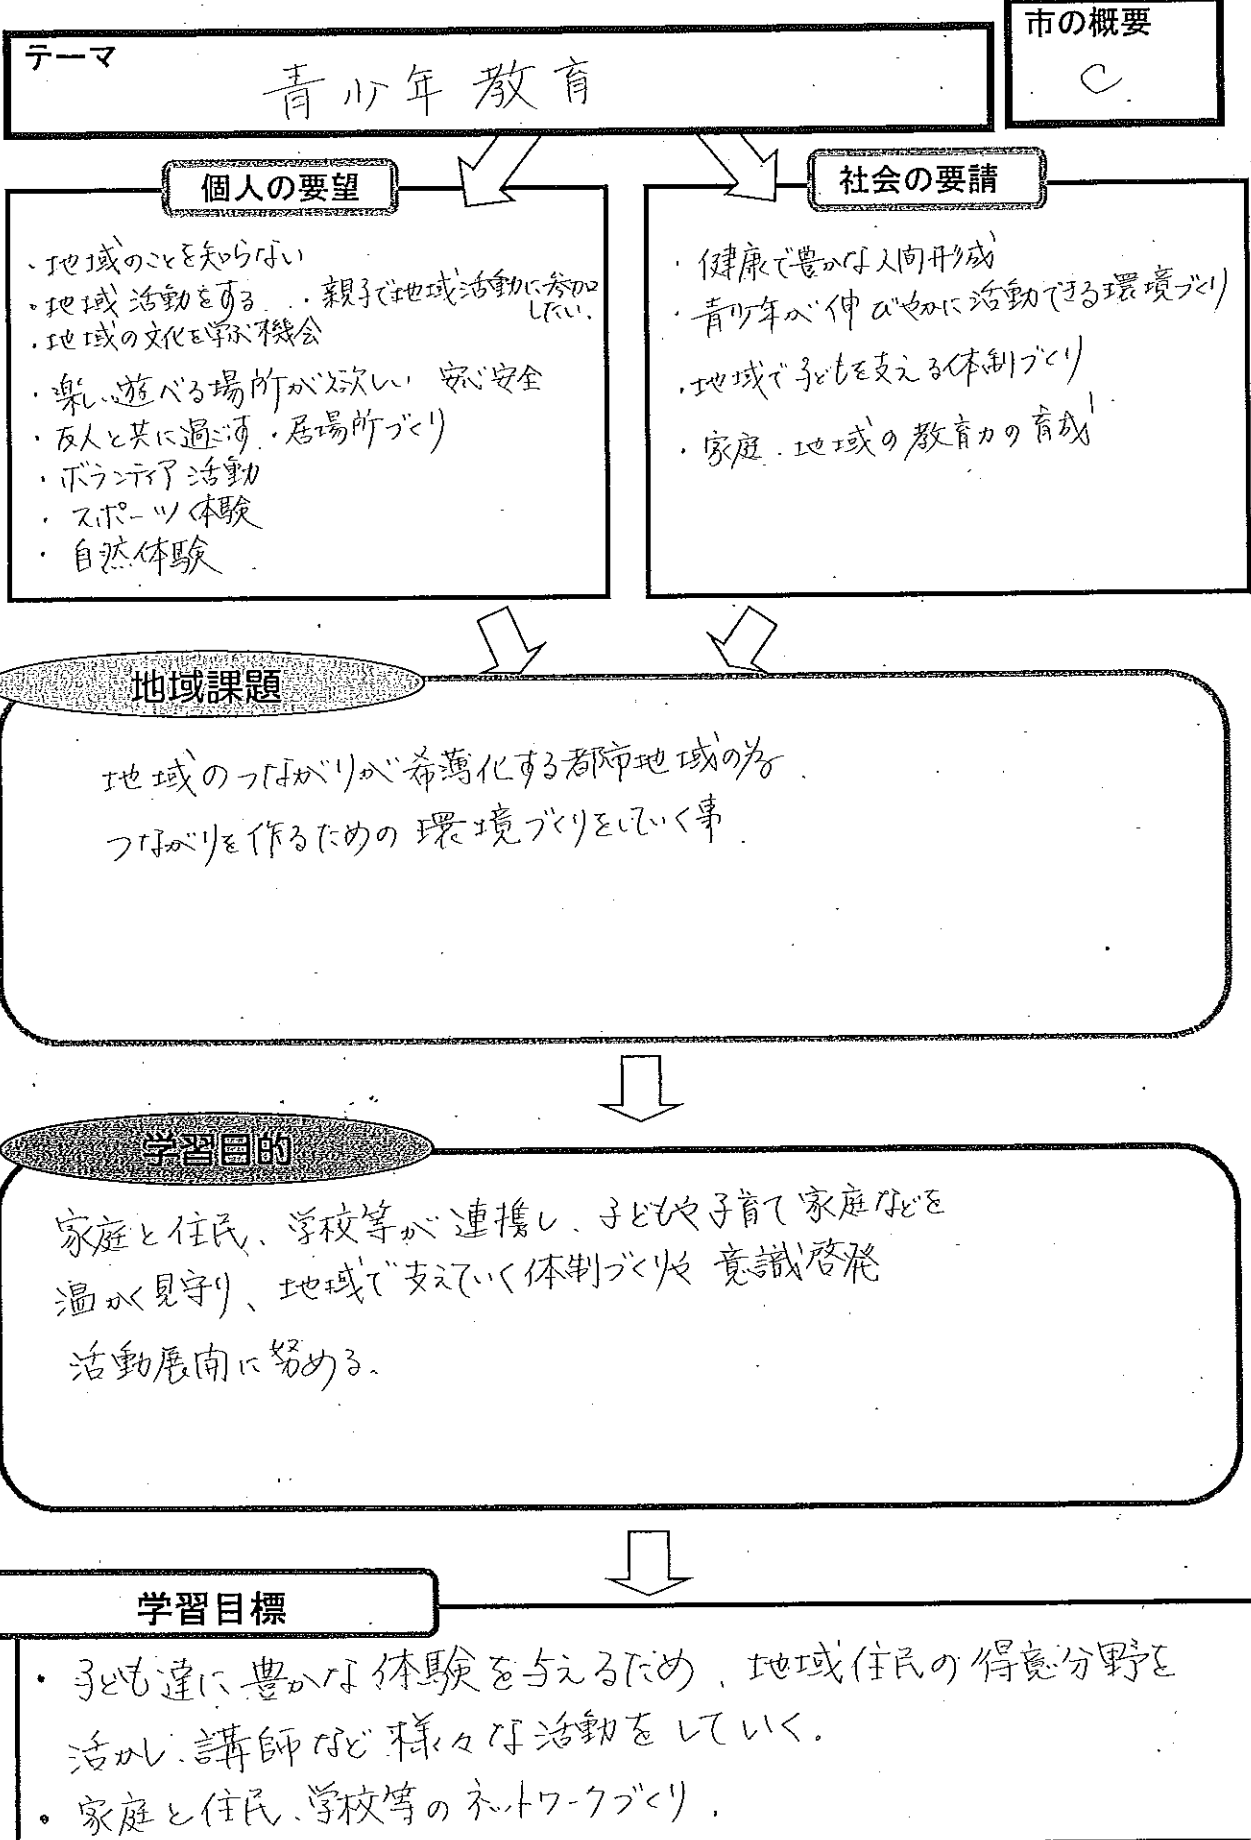 テーマ
青少年教育
市の概要
C
個人の要望
・地域のことを知らない
・地域活動をする ・親子で地域活動に参加したい.
・地域の文化を学ぶ機会
・楽しい遊べる場所が欲しい 安心安全
・友人と共に過ごす・居場所づくり
・ボランティア活動
・スポーツ体験
・自然体験
社会の要請
・健康で豊かな人間形成
・青少年が伸びやかに活動できる環境づくり
・地域で子どもを支える体制づくり
・家庭.地域の教育力の育成
地域課題
地域のつながりが希薄化する都市地域の為
つながりを作るための環境づくりをしていく事.
学習目的
家庭と住民、学校等が連携し、子どもや子育て家庭などを
温かく見守り、地域で支えていく体制づくりや意識啓発
活動展開に努める、
学習目標
・子ども達に豊かな体験を与えるため、地域住民の得意分野を
活かし、講師など様々な活動をしていく.
・家庭と住民、学校等のネットワークづくり.